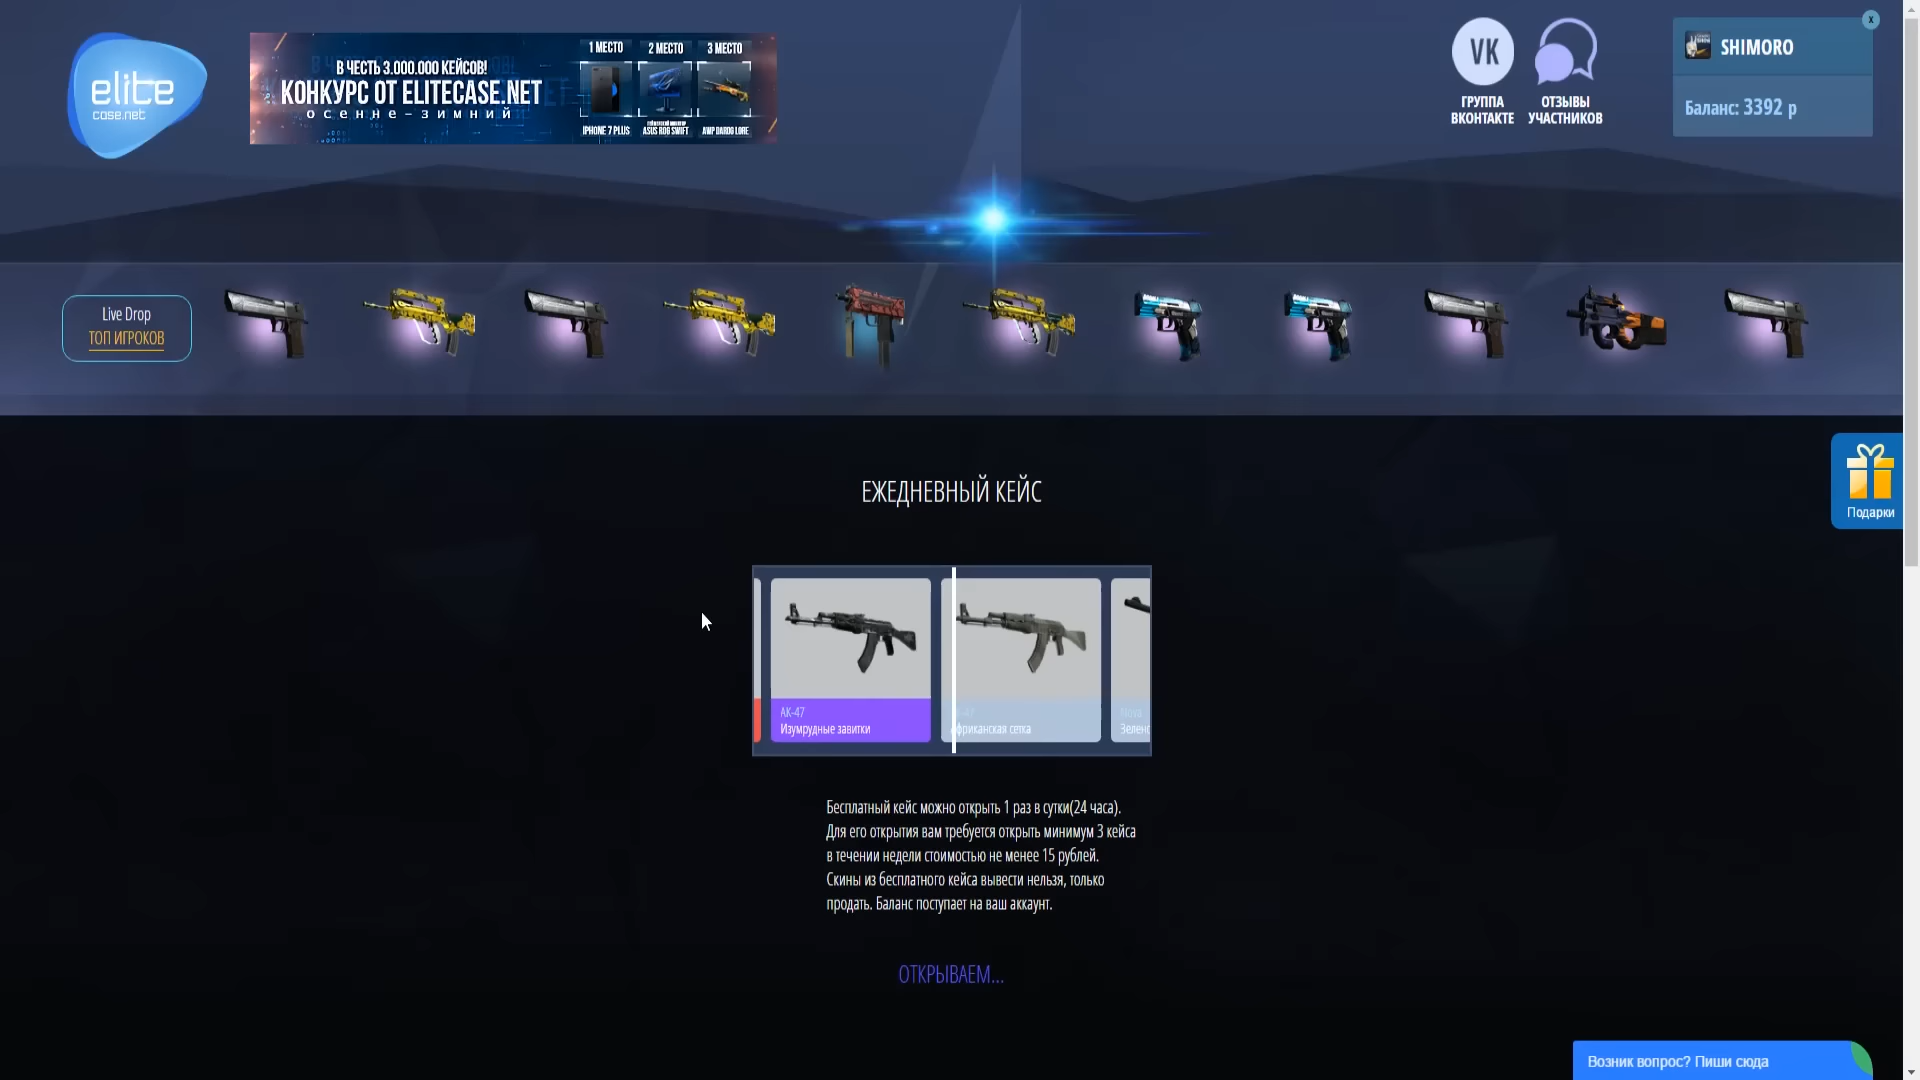 elite
case.net
В ЧЕСТЬ 3.000.000 КЕЙСОВ!
КОНКУРС ОТ ELITECASE.NET
осенне-зимний
1 МЕСТО
2 МЕСТО
3 МЕСТО
IPHONE 7 PLUS
ASUS ROG SWIFT
VK
ГРУППА
ВКОНТАКТЕ
ОТЗЫВЫ
УЧАСТНИКОВ
x
SHIMORO
Баланс: 3392 р
Live Drop
ТОП ИГРОКОВ
Подарки
ЕЖЕДНЕВНЫЙ КЕЙС
АК-47
Изумрудные завитки
фриканская сетка
Зелено
Бесплатный кейс можно открыть 1 раз в сутки(24 часа).
Для его открытия вам требуется открыть минимум 3 кейса
в течении недели стоимостью не менее 15 рублей.
Скины из бесплатного кейса вывести нельзя, только
продать. Баланс поступает на ваш аккаунт.
ОТКРЫВАЕМ...
Возник вопрос? Пиши сюда